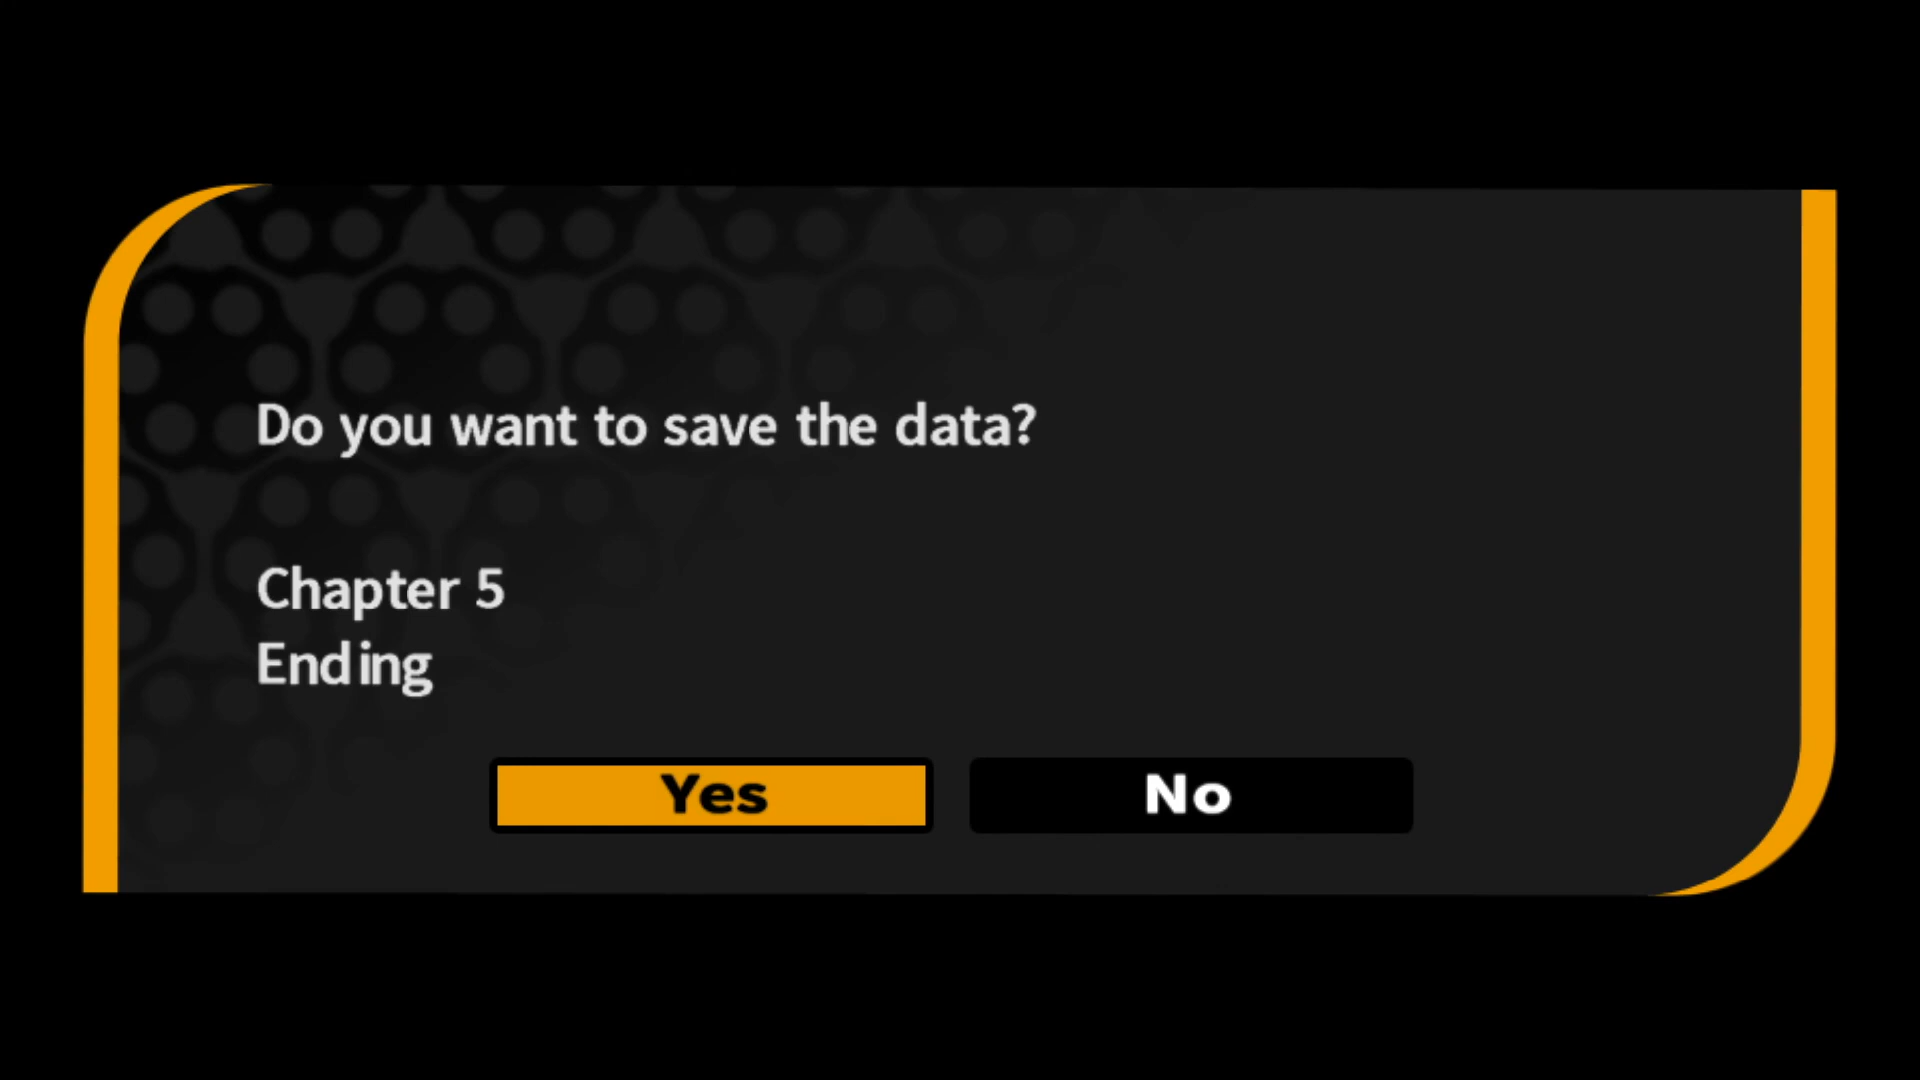 Do you want to save the data?
Chapter 5
Ending
Yes No